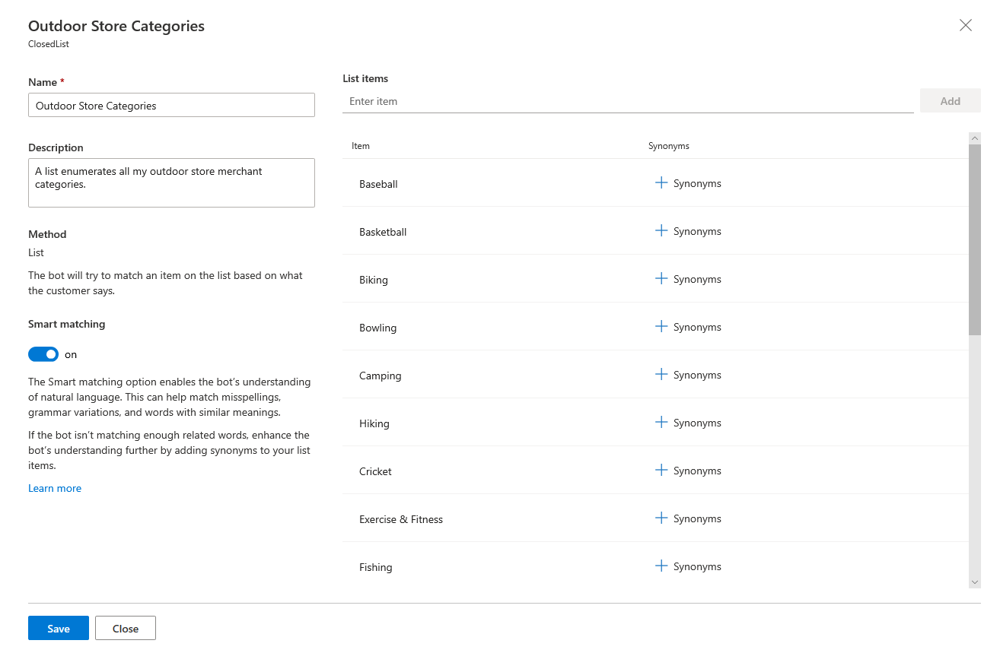 Outdoor Store Categories
ClosedList
Name *
Outdoor Store Categories
Description
A list enumerates all my outdoor store merchant
categories.
Method
List
The bot will try to match an item on the list based on what
the customer says.
Smart matching
on
The Smart matching option enables the bot’s understanding
of natural language. This can help match misspellings,
grammar variations, and words with similar meanings.
If the bot isn’t matching enough related words, enhance the
bot’s understanding further by adding synonyms to your list
items.
Learn more
List items
Enter item
Add
Item Synonyms
Baseball Synonyms
Basketball Synonyms
Biking Synonyms
Bowling Synonyms
Camping Synonyms
Hiking Synonyms
Cricket Synonyms
Exercise & Fitness Synonyms
Fishing Synonyms
Save Close